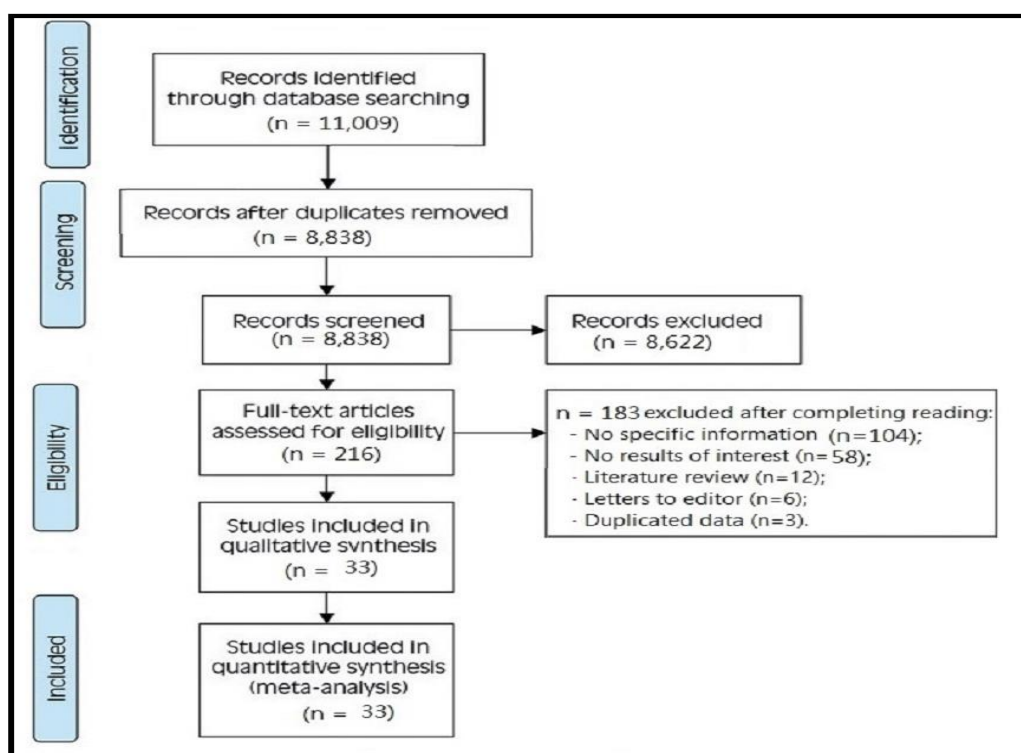 Identification
Records identified
through database searching
(n = 11,009)
Screening
Records after duplicates removed
(n = 8,838)
Records screened
(n = 8,838)
Records excluded
(n = 8,622)
Eligibility
Full-text articles
assessed for eligibility
(n = 216)
n = 183 excluded after completing reading:
- No specific information (n=104);
- No results of interest (n=58);
- Literature review (n=12);
- Letters to editor (n=6);
- Duplicated data (n=3).
Studies included in
qualitative synthesis
(n = 33)
Included
Studies included in
quantitative synthesis
(meta-analysis)
(n = 33)